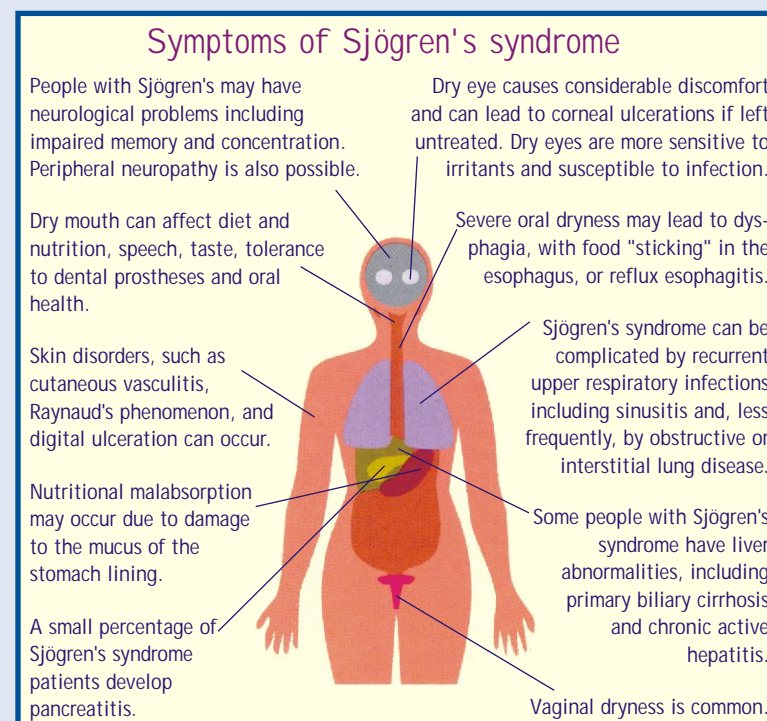 Symptoms of Sjögren's syndrome
People with Sjögren's may have
neurological problems including
impaired memory and concentration.
Peripheral neuropathy is also possible.
Dry eye causes considerable discomfort
and can lead to corneal ulcerations if left
untreated. Dry eyes are more sensitive to
irritants and susceptible to infection.
Dry mouth can affect diet and
nutrition, speech, taste, tolerance
to dental prostheses and oral
health.
Severe oral dryness may lead to dys-
phagia, with food "sticking" in the
esophagus, or reflux esophagitis.
Skin disorders, such as
cutaneous vasculitis,
Raynaud's phenomenon, and
digital ulceration can occur.
Sjögren's syndrome can be
complicated by recurrent
upper respiratory infections
including sinusitis and, less
frequently, by obstructive or
interstitial lung disease.
Nutritional malabsorption
may occur due to damage
to the mucus of the
stomach lining.
Some people with Sjögren's
syndrome have liver
abnormalities, including
primary biliary cirrhosis
and chronic active
hepatitis.
A small percentage of
Sjögren's syndrome
patients develop
pancreatitis.
Vaginal dryness is common.